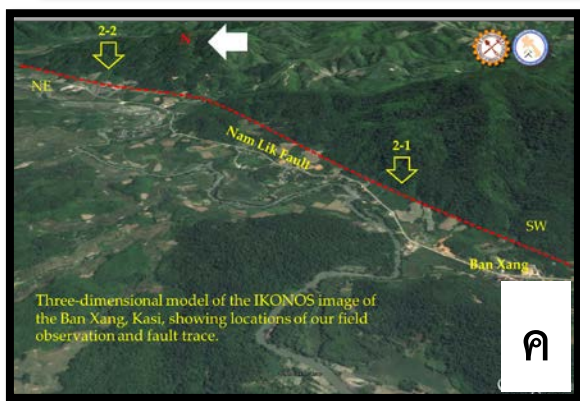 2-2
N
NE
Nam Lik Fault
2-1
SW
Ban Xang
Three-dimensional model of the IKONOS image of
the Ban Xang, Kasi, showing locations of our field
observation and fault trace.
ค